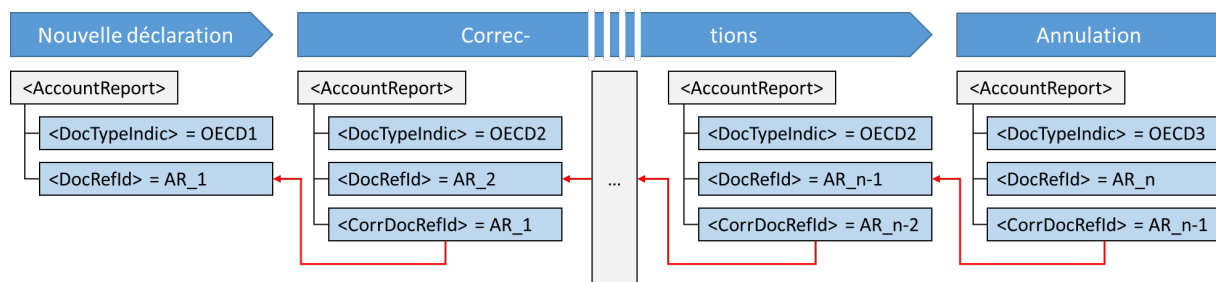 Nouvelle déclaration
Correc-
tions
Annulation
<AccountReport>
<DocTypeIndic> = OECD1
<DocRefId> = AR_1
<AccountReport>
<DocTypeIndic> = OECD2
<DocRefId> = AR_2
<CorrDocRefId> = AR_1
...
<AccountReport>
<DocTypeIndic> = OECD2
<DocRefId> = AR_n-1
<CorrDocRefId> = AR_n-2
<AccountReport>
<DocTypeIndic> = OECD3
<DocRefId> = AR_n
<CorrDocRefId> = AR_n-1